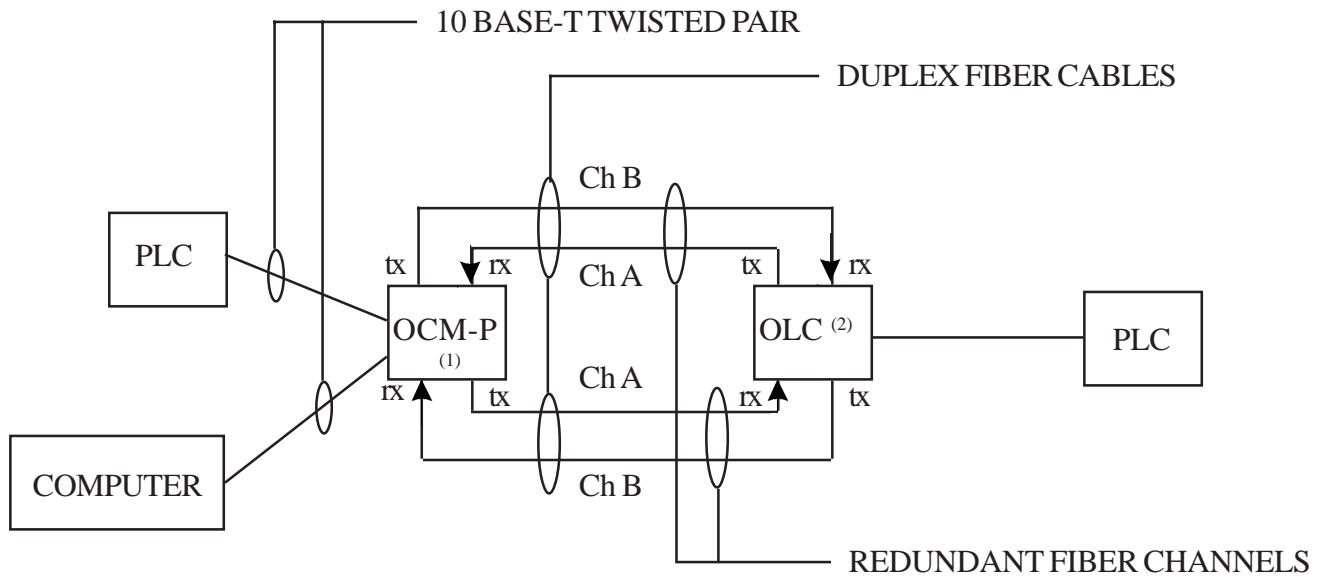 10 BASE-T TWISTED PAIR
DUPLEX FIBER CABLES
Ch B
PLC
tx
rx
tx
rx
Ch A
OCM-P
(1)
OLC (2)
PLC
Ch A
rx
tx
rx
tx
COMPUTER
Ch B
REDUNDANT FIBER CHANNELS